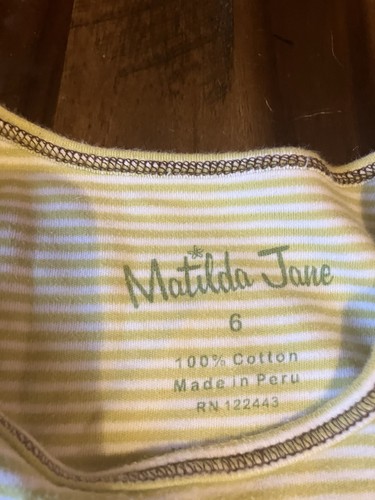 Matilda Jane
6
100% Cotton
Made in Peru
RN 122443